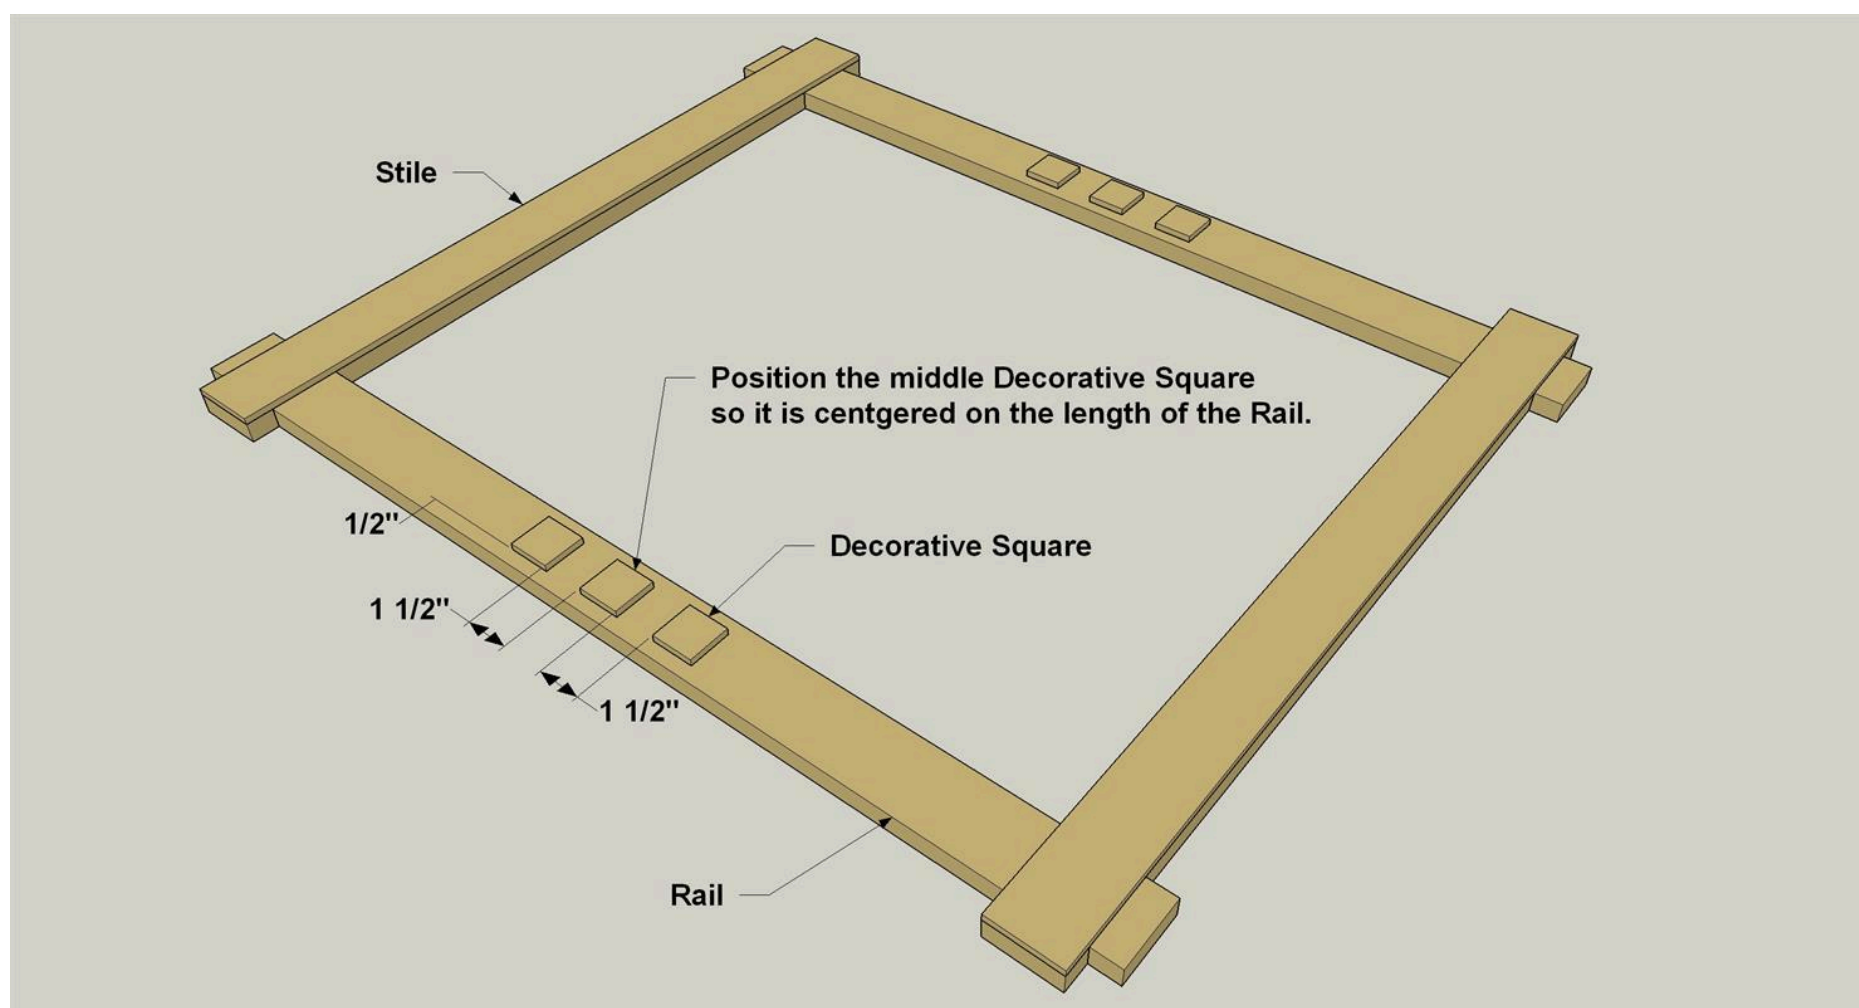 Stile
Position the middle Decorative Square
so it is centgered on the length of the Rail.
1/2"
Decorative Square
1 1/2"
1 1/2"
Rail